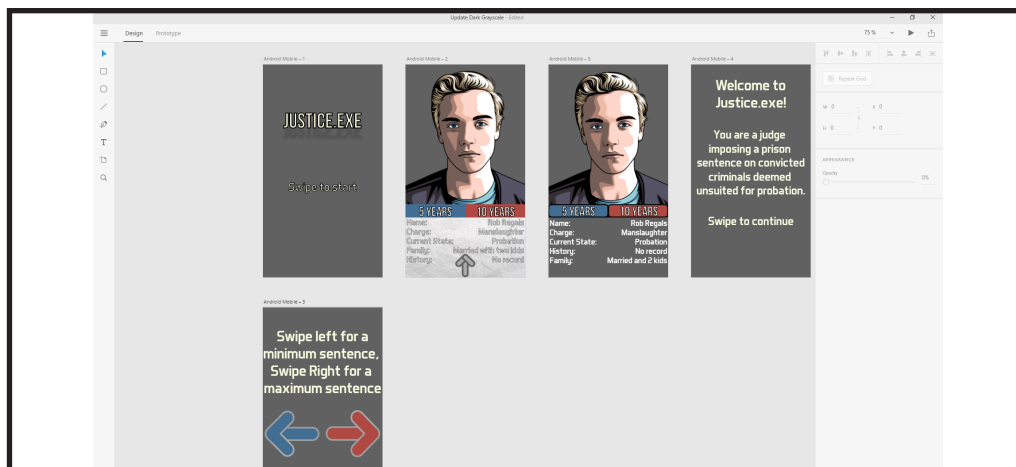 Update Dark Grayscale - Edited
Design Prototype
75 %
Android Mobile – 1
JUSTICE.EXE
Swipe to start
Android Mobile – 2
5 YEARS 10 YEARS
Name: Rob Regals
Charge: Manslaughter
Current State: Probation
Family: Married with two kids
History: No record
Android Mobile – 3
5 YEARS 10 YEARS
Name: Rob Regals
Charge: Manslaughter
Current State: Probation
History: No record
Family: Married and 2 kids
Android Mobile – 4
Welcome to
Justice.exe!
You are a judge
imposing a prison
sentence on convicted
criminals deemed
unsuited for probation.
Swipe to continue
Repeat Grid
W 0 X 0
H 0 Y 0
APPEARANCE
Opacity
0%
Android Mobile – 5
Swipe left for a
minimum sentence,
Swipe Right for a
maximum sentence